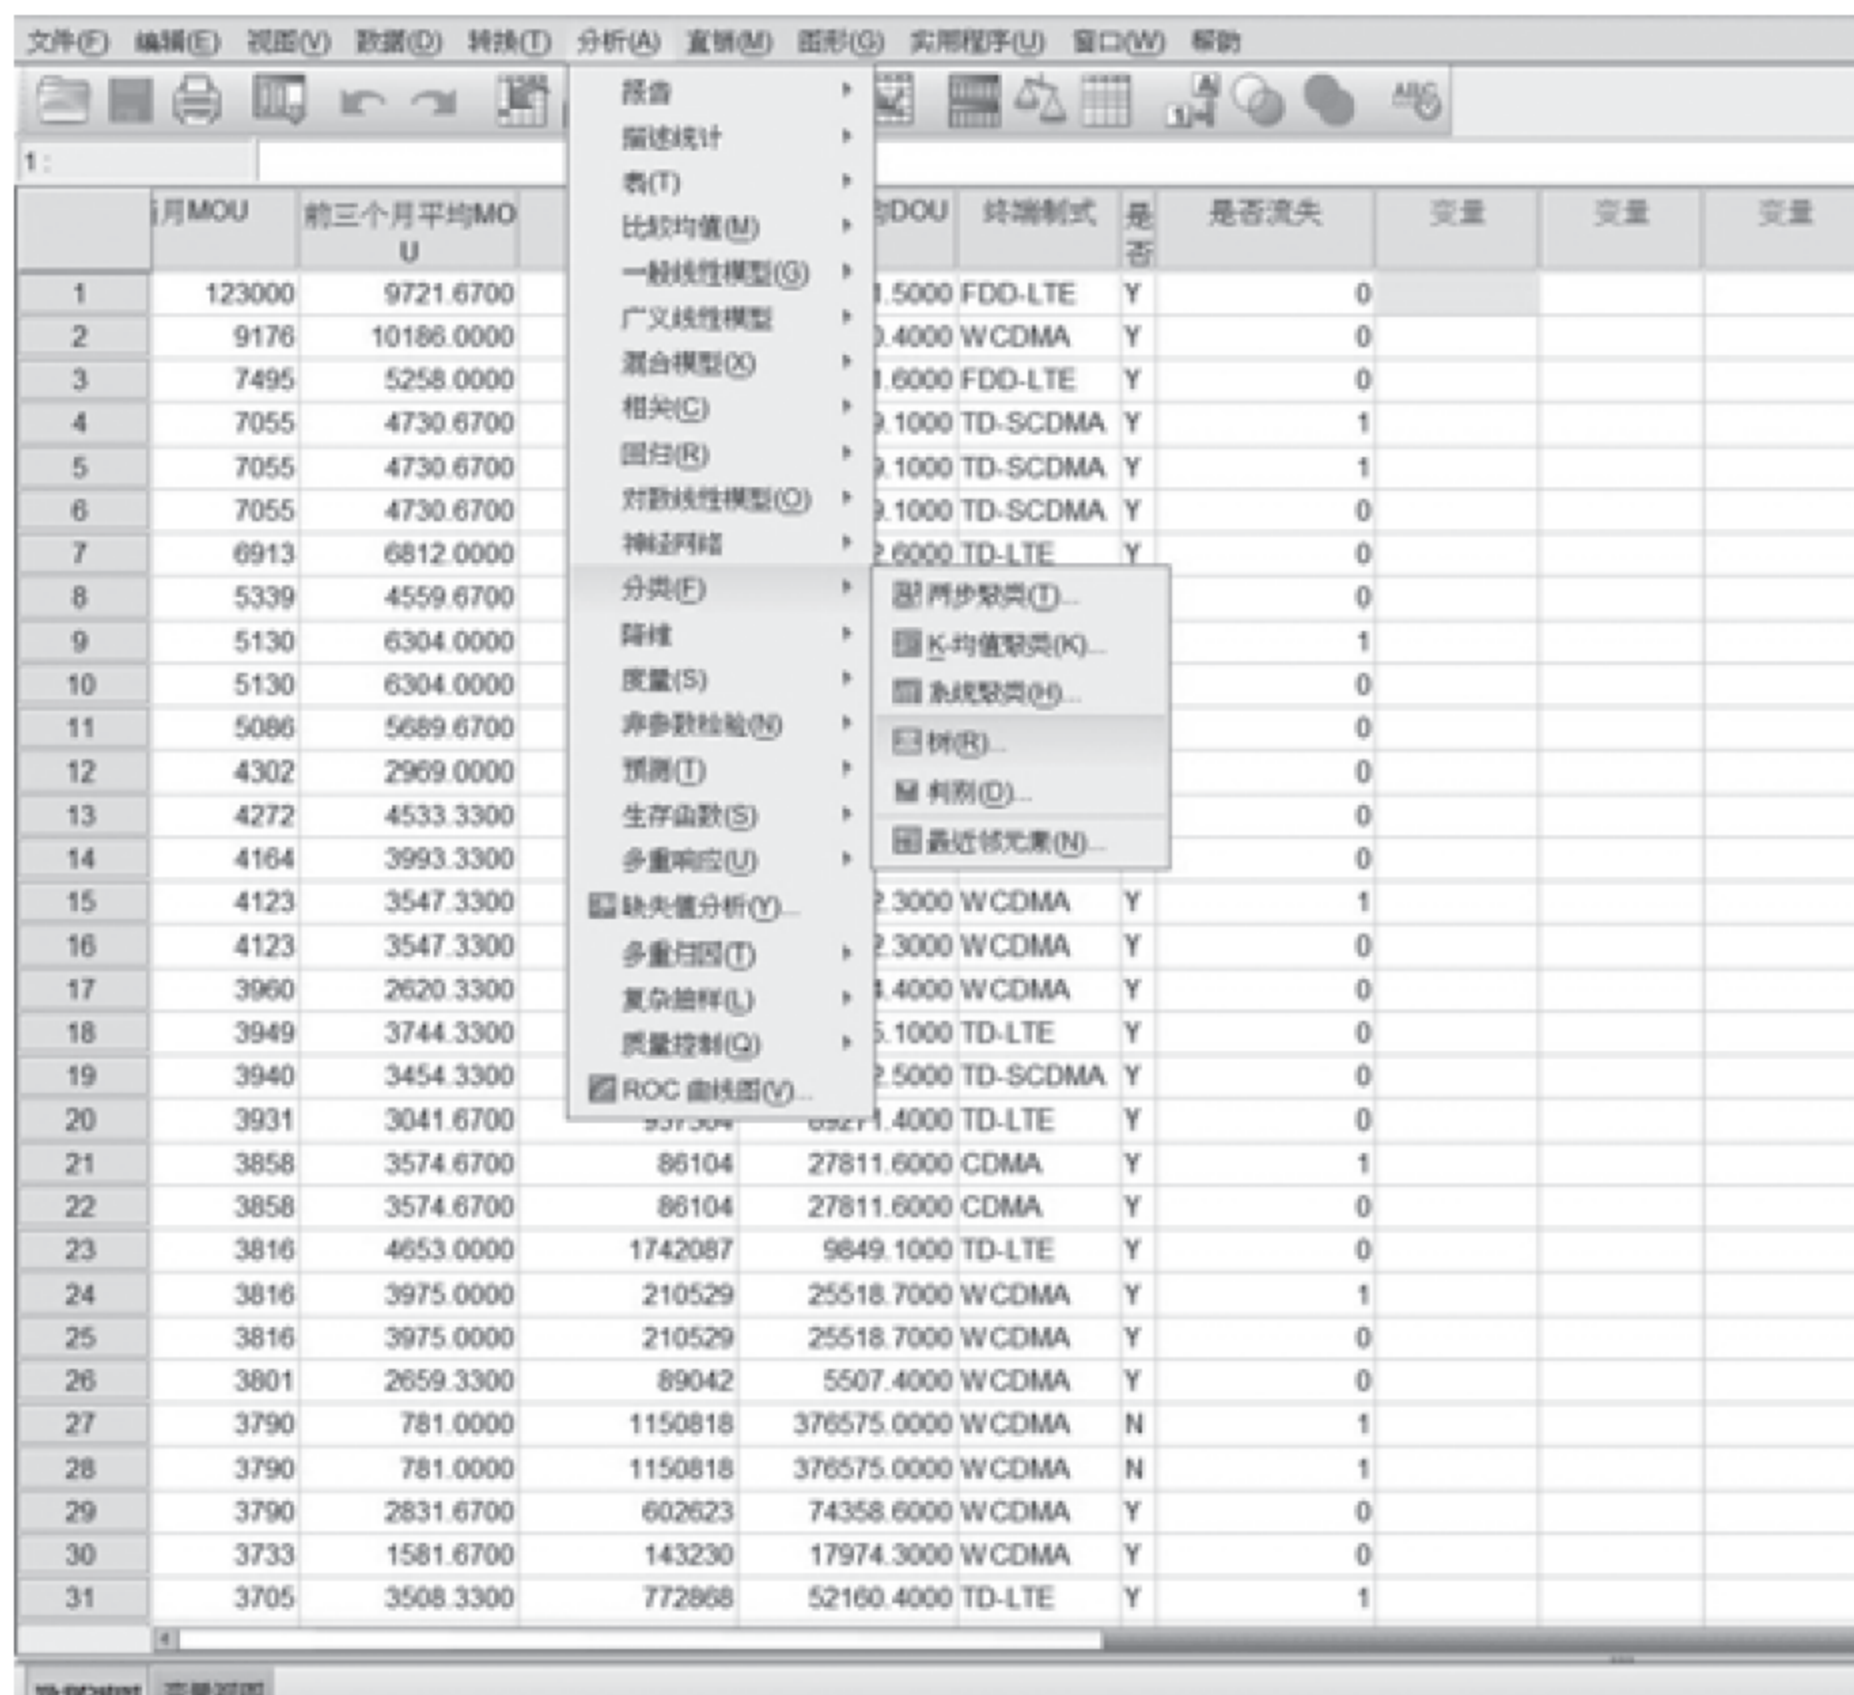 文件(F) 编辑(E) 视图(V) 数据(D) 转换(T) 分析(A) 直销(M) 图形(G) 实用程序(U) 窗口(W) 帮助
报告
描述统计
1 :
表(T)
月MOU 前三个月平均MOU DOU 终端制式 是否 是否流失 变量 变量 变量
比较均值(M)
一般线性模型(G)
1 123000 9721.6700 .5000 FDD-LTE Y 0
广义线性模型
2 9176 10186.0000 .4000 WCDMA Y 0
混合模型(X)
3 7495 5258.0000 .6000 FDD-LTE Y 0
相关(C)
4 7055 4730.6700 9.1000 TD-SCDMA Y 1
回归(R)
5 7055 4730.6700 9.1000 TD-SCDMA Y 1
对数线性模型(O)
6 7055 4730.6700 9.1000 TD-SCDMA Y 0
神经网络
7 6913 6812.0000 2.6000 TD-LTE Y 0
分类(F) 两步聚类(T)...
8 5339 4559.6700 0
降维 K-均值聚类(K)...
9 5130 6304.0000 1
度量(S) 系统聚类(H)...
10 5130 6304.0000 0
非参数检验(N) 树(R)...
11 5086 5689.6700 0
预测(T)
12 4302 2969.0000 0
判别(D)...
生存函数(S)
13 4272 4533.3300 0
多重响应(U) 最近邻元素(N)...
14 4164 3993.3300 0
缺失值分析(Y)...
15 4123 3547.3300 2.3000 WCDMA Y 1
多重归因(T)
16 4123 3547.3300 2.3000 WCDMA Y 0
复杂抽样(L)
17 3960 2620.3300 .4000 WCDMA Y 0
质量控制(Q)
18 3949 3744.3300 5.1000 TD-LTE Y 0
ROC 曲线图(V)...
19 3940 3454.3300 2.5000 TD-SCDMA Y 0
20 3931 3041.6700 1.4000 TD-LTE Y 0
21 3858 3574.6700 86104 27811.6000 CDMA Y 1
22 3858 3574.6700 86104 27811.6000 CDMA Y 0
23 3816 4653.0000 1742087 9849.1000 TD-LTE Y 0
24 3816 3975.0000 210529 25518.7000 WCDMA Y 1
25 3816 3975.0000 210529 25518.7000 WCDMA Y 0
26 3801 2659.3300 89042 5507.4000 WCDMA Y 0
27 3790 781.0000 1150818 376575.0000 WCDMA N 1
28 3790 781.0000 1150818 376575.0000 WCDMA N 1
29 3790 2831.6700 602623 74358.6000 WCDMA Y 0
30 3733 1581.6700 143230 17974.3000 WCDMA Y 0
31 3705 3508.3300 772868 52160.4000 TD-LTE Y 1
变量视图